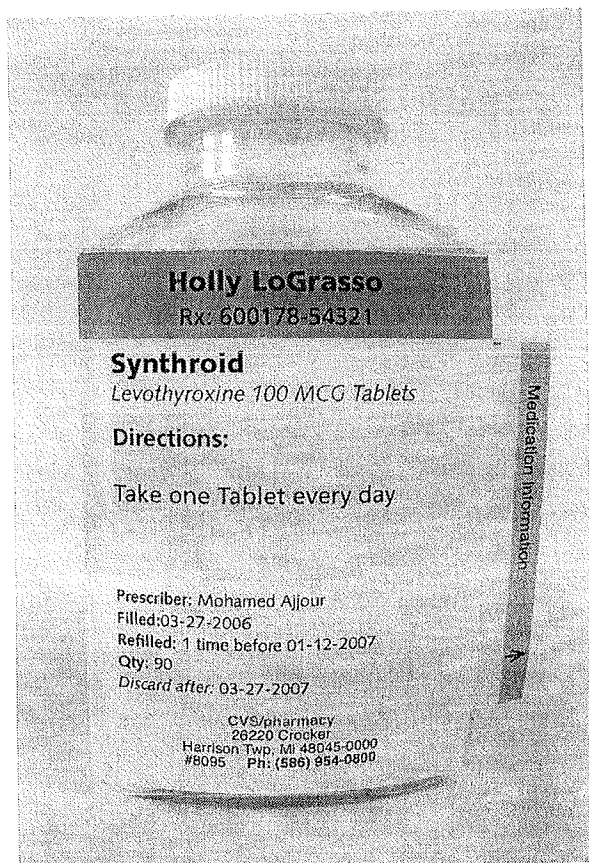 Holly LoGrasso
Rx: 600178-54321
Synthroid
Levothyroxine 100 MCG Tablets
Directions:
Take one Tablet every day
Prescriber: Mohamed Ajjour
Filled:03-27-2006
Refilled: 1 time before 01-12-2007
Qty: 90
Discard after: 03-27-2007
CVS/pharmacy
26220 Crocker
Harrison Twp, MI 48045-0000
#8095 Ph: (586) 954-0800
Medication Information